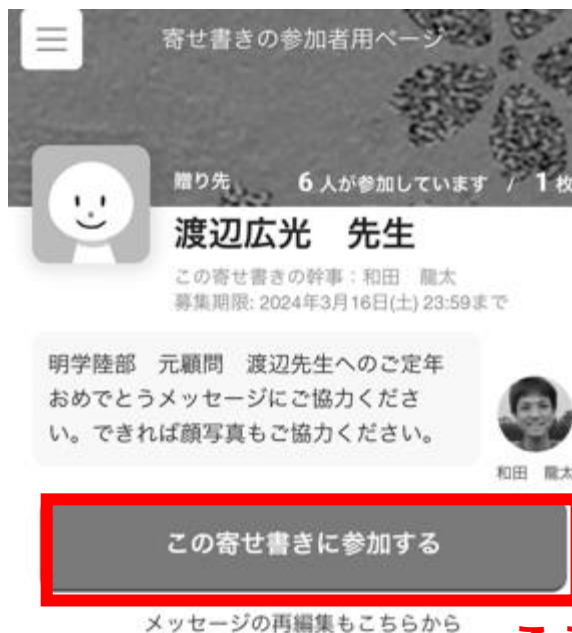 寄せ書きの参加者用ページ
贈り先 6 人が参加しています / 1 枚
渡辺広光 先生
この寄せ書きの幹事：和田 龍太
募集期限: 2024年3月16日(土) 23:59まで
明学陸部 元顧問 渡辺先生へのご定年
おめでとうメッセージにご協力くださ
い。できれば顔写真もご協力ください。
和田 龍太
この寄せ書きに参加する
メッセージの再編集もこちらから